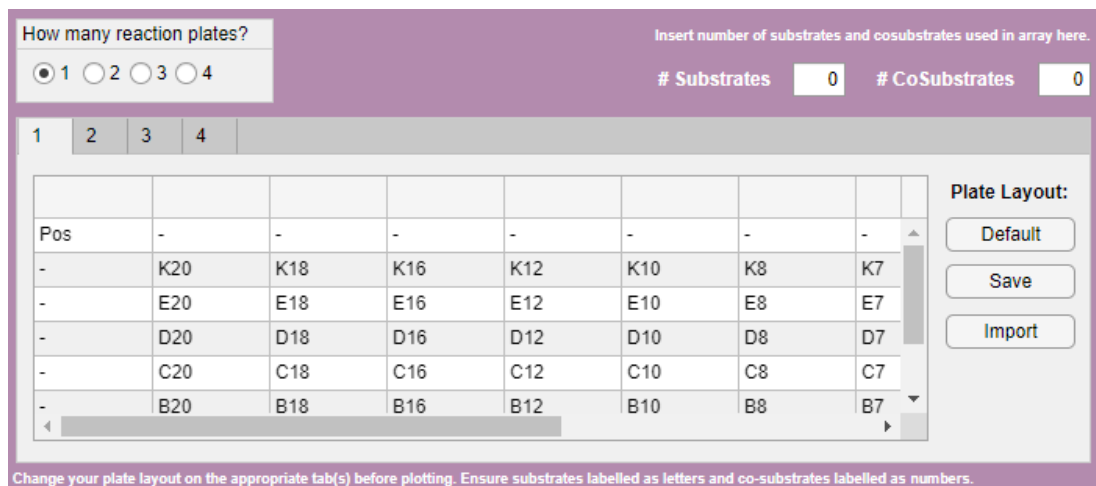 How many reaction plates?
1 2 3 4
Insert number of substrates and cosubstrates used in array here.
# Substrates 0 # CoSubstrates 0
1 2 3 4
Plate Layout:
Pos - - - - - - -
Default
- K20 K18 K16 K12 K10 K8 K7
Save
- E20 E18 E16 E12 E10 E8 E7
- D20 D18 D16 D12 D10 D8 D7
Import
- C20 C18 C16 C12 C10 C8 C7
- B20 B18 B16 B12 B10 B8 B7
Change your plate layout on the appropriate tab(s) before plotting. Ensure substrates labelled as letters and co-substrates labelled as numbers.